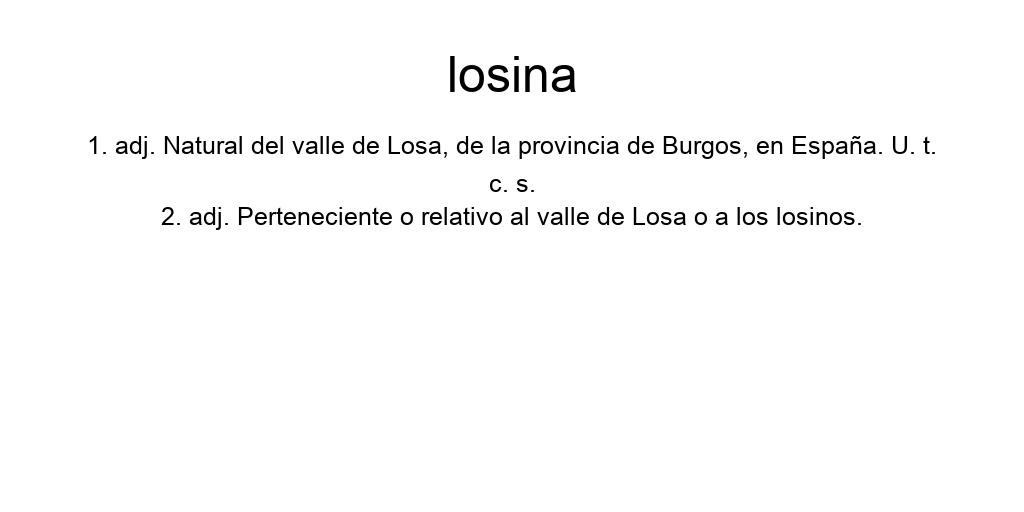 losina
1. adj. Natural del valle de Losa, de la provincia de Burgos, en España. U. t.
c. s.
2. adj. Perteneciente o relativo al valle de Losa o a los losinos.